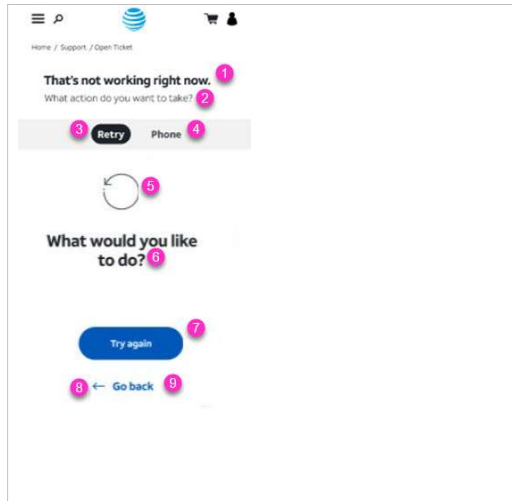 Home / Support / Open Ticket
That's not working right now. 1
What action do you want to take? 2
3 Retry Phone 4
5
What would you like
to do? 6
7
Try again
8 ← Go back 9